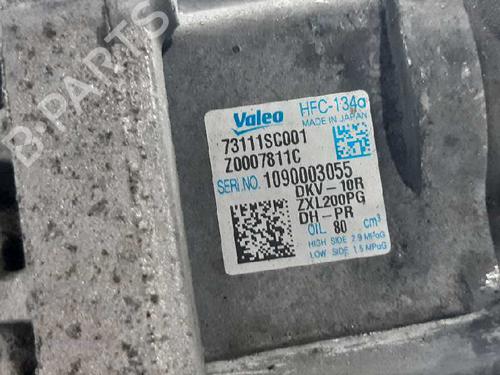 B-PARTS
Valeo HFC-134a
MADE IN JAPAN
73111SC001
Z0007811C
SERI.NO. 1090003055
DKV-10R
ZXL200PG
DH-PR
OIL 80 cm³
HIGH SIDE 2.9 MPaG
LOW SIDE 1.5 MPaG